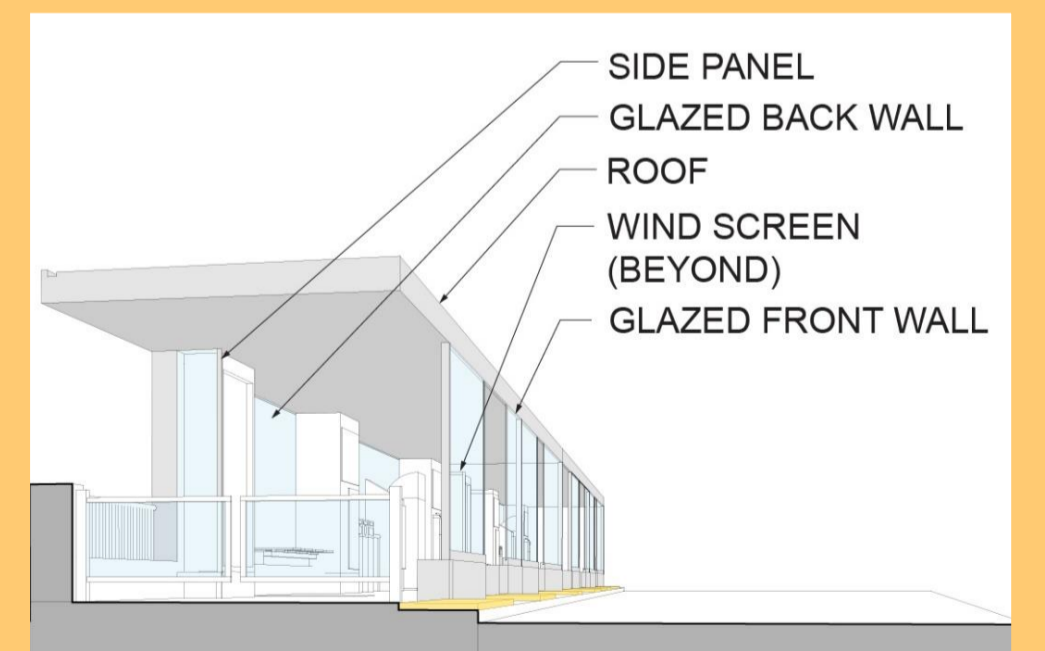 SIDE PANEL
GLAZED BACK WALL
ROOF
WIND SCREEN
(BEYOND)
GLAZED FRONT WALL